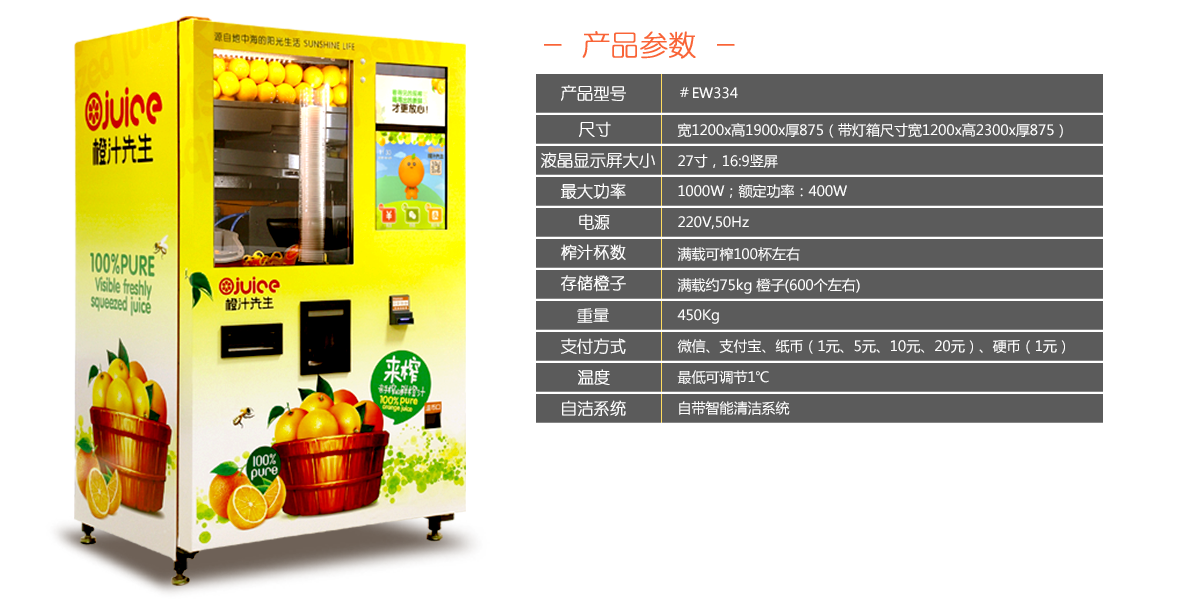 源自地中海的阳光生活 SUNSHINE LIFE
juice
橙汁先生
才更放心!
100%PURE
Visible freshly
squeezed juice
juice
橙汁先生
来榨
100%pure
orange juice
100%
pure
— 产品参数 —
产品型号 #EW334
尺寸 宽1200x高1900x厚875（带灯箱尺寸宽1200x高2300x厚875）
液晶显示屏大小 27寸，16:9竖屏
最大功率 1000W；额定功率：400W
电源 220V,50Hz
榨汁杯数 满载可榨100杯左右
存储橙子 满载约75kg 橙子(600个左右)
重量 450Kg
支付方式 微信、支付宝、纸币（1元、5元、10元、20元）、硬币（1元）
温度 最低可调节1℃
自洁系统 自带智能清洁系统